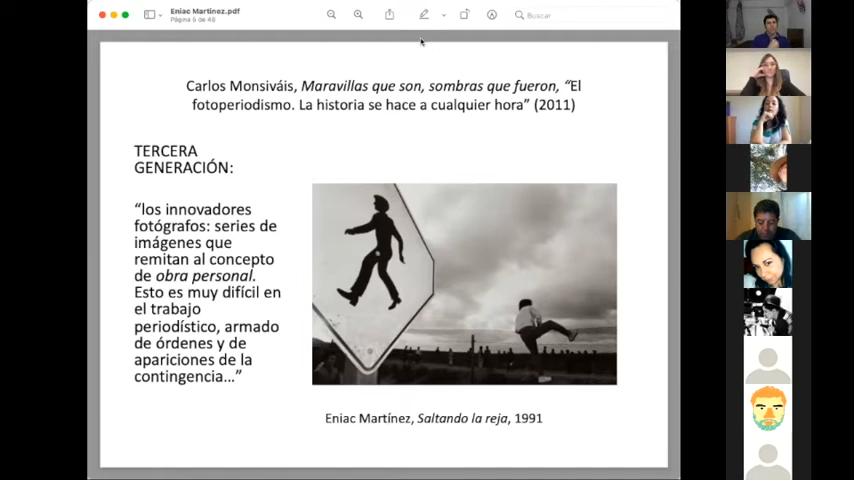 Eniac Martínez.pdf
Página 5 de 48
Buscar
Carlos Monsiváis, Maravillas que son, sombras que fueron, “El
fotoperiodismo. La historia se hace a cualquier hora” (2011)
TERCERA
GENERACIÓN:
“los innovadores
fotógrafos: series de
imágenes que
remitan al concepto
de obra personal.
Esto es muy difícil en
el trabajo
periodístico, armado
de órdenes y de
apariciones de la
contingencia…”
Eniac Martínez, Saltando la reja, 1991